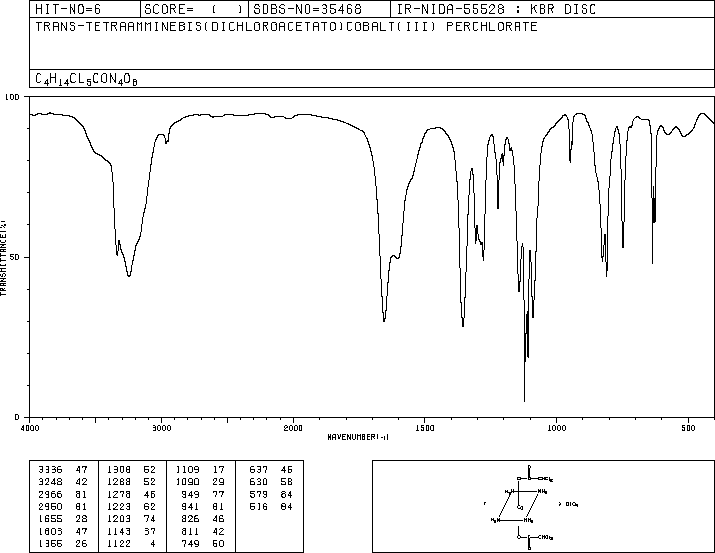 HIT-NO=6 SCORE= ( ) SDBS-NO=35468 IR-NIDA-55528 : KBR DISC
TRANS-TETRAAMMINEBIS(DICHLOROACETATO)COBALT(III) PERCHLORATE
C4H14CL5CON4O8
100
50
0
TRANSMITTANCE(%)
4000 3000 2000 1500 1000 500
WAVENUMBER(-1)
3336 47 1308 52 1109 17 637 46
3248 42 1288 52 1090 29 630 58
2966 81 1278 46 949 77 579 84
2950 81 1223 62 941 81 516 84
1655 28 1203 74 826 46
1603 47 1143 37 811 42
1355 26 1122 4 749 50